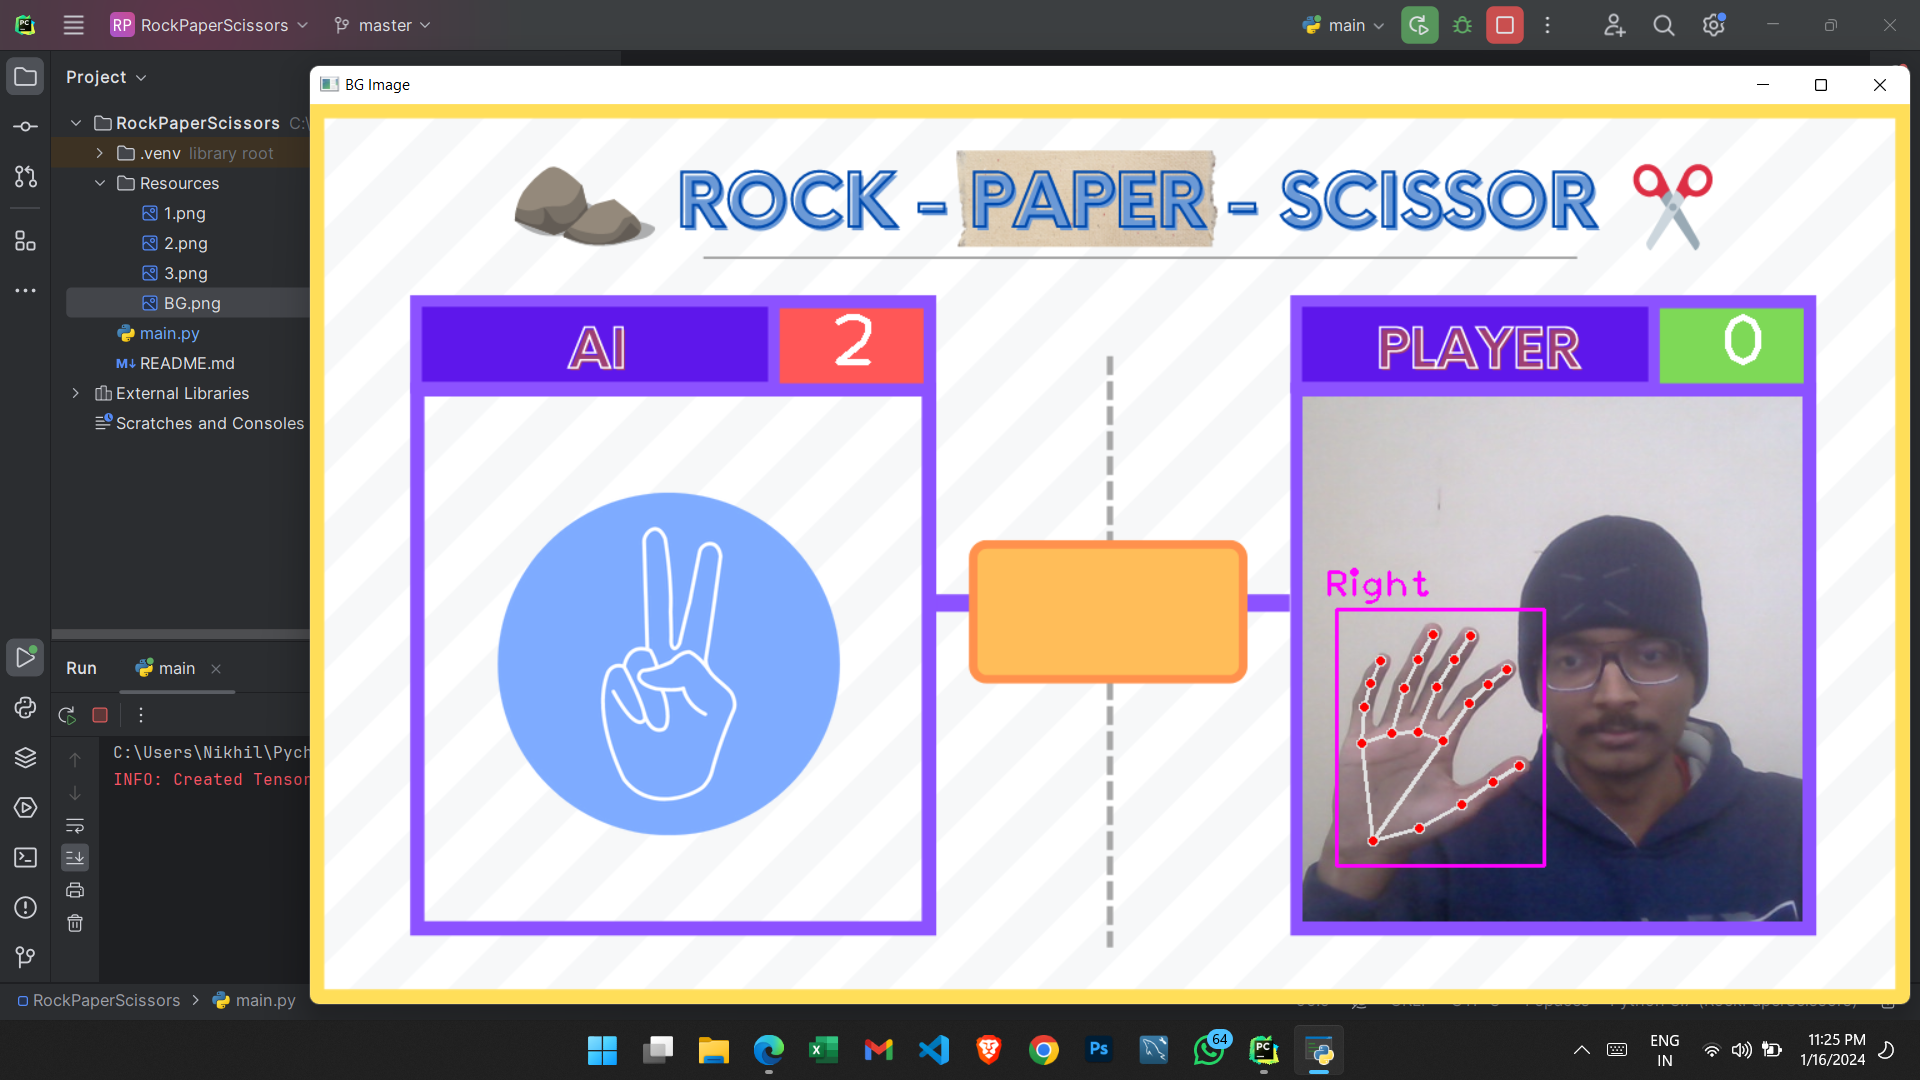 RP RockPaperScissors master main
Project
BG Image
RockPaperScissors C:\
.venv library root
Resources
1.png
2.png
3.png
BG.png
main.py
M↓ README.md
External Libraries
Scratches and Consoles
ROCK - PAPER - SCISSOR
AI 2
PLAYER 0
Right
Run main
C:\Users\Nikhil\Pych
INFO: Created Tensor
RockPaperScissors > main.py
64
ENG
IN
11:25 PM
1/16/2024